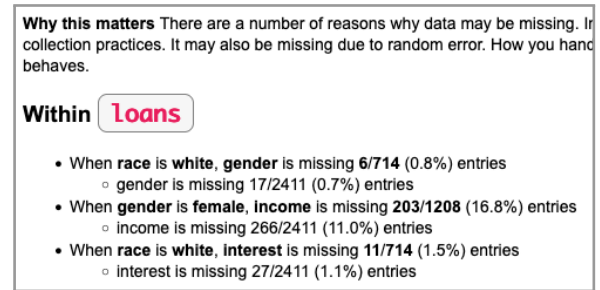 Why this matters There are a number of reasons why data may be missing.
collection practices. It may also be missing due to random error. How you
behaves.
Within loans
• When race is white, gender is missing 6/714 (0.8%) entries
◦ gender is missing 17/2411 (0.7%) entries
• When gender is female, income is missing 203/1208 (16.8%) entries
◦ income is missing 266/2411 (11.0%) entries
• When race is white, interest is missing 11/714 (1.5%) entries
◦ interest is missing 27/2411 (1.1%) entries